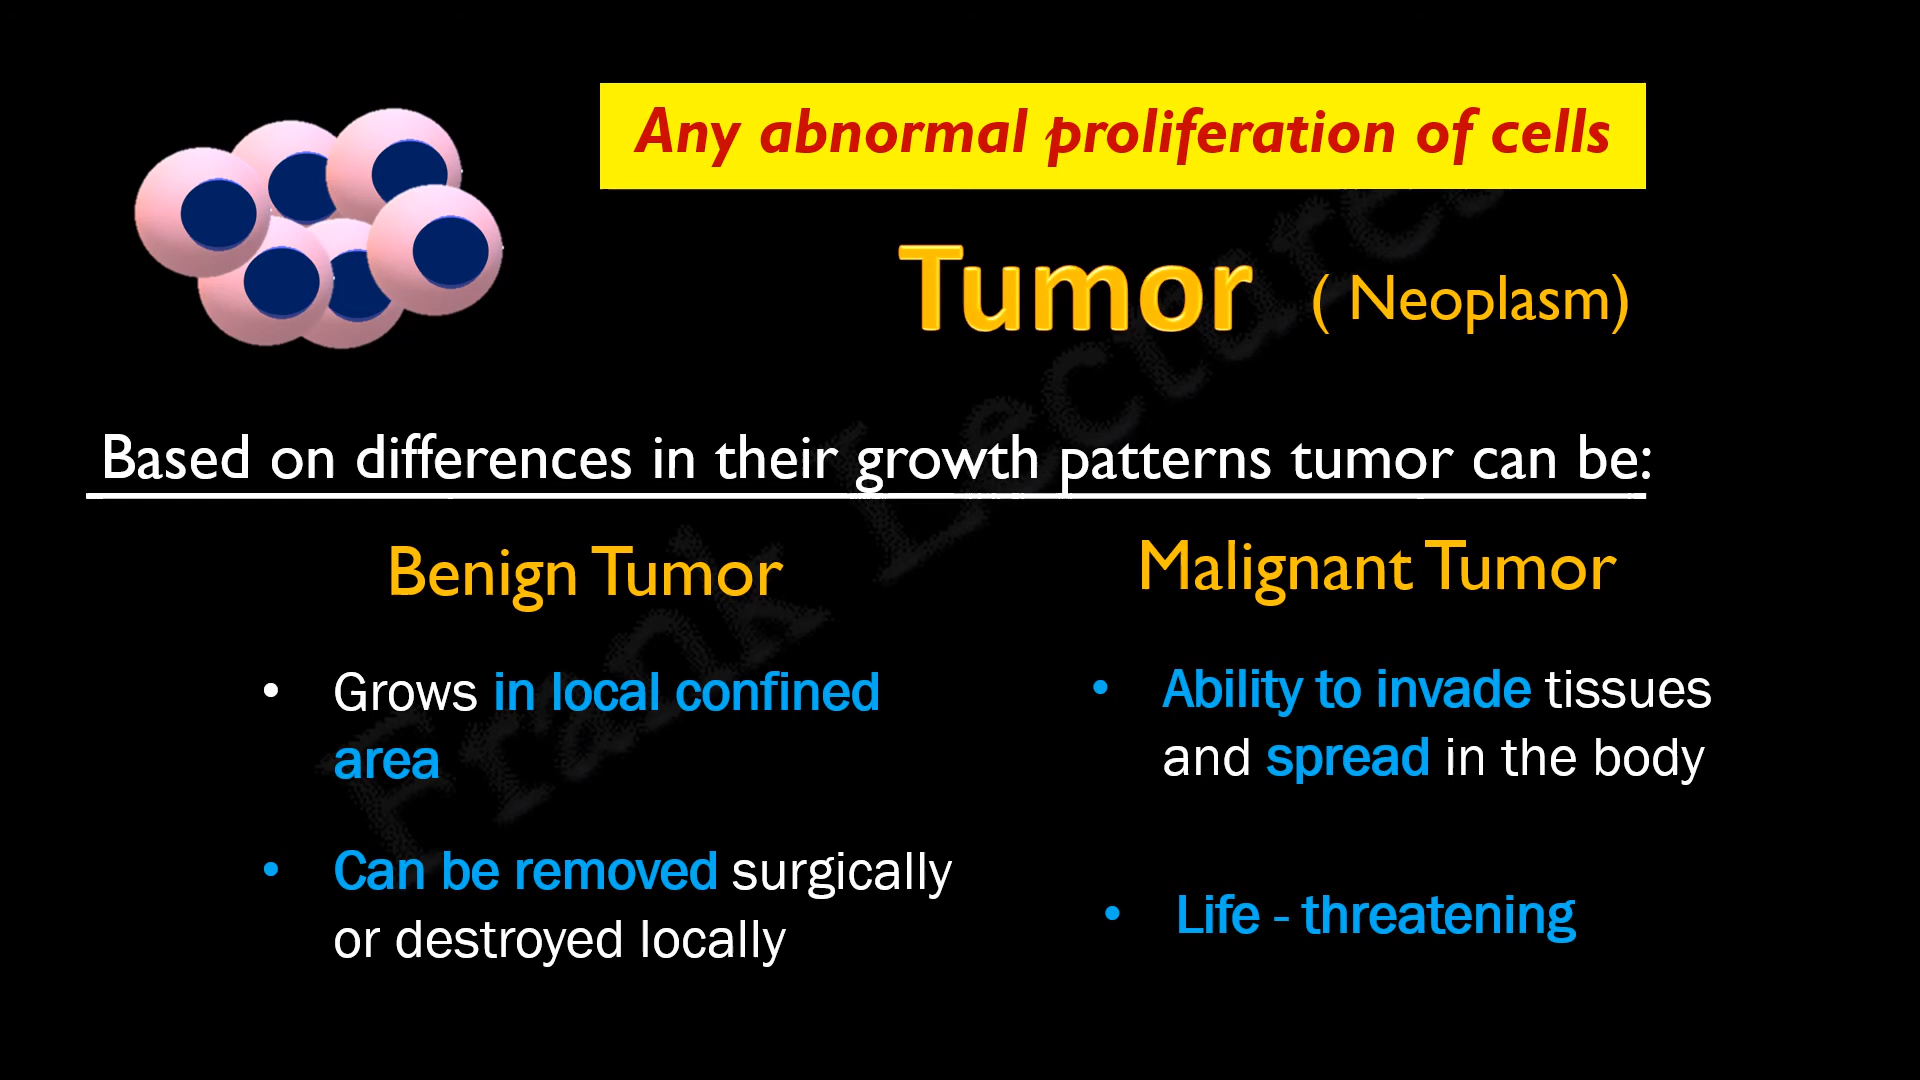 Any abnormal proliferation of cells
Tumor ( Neoplasm)
Based on differences in their growth patterns tumor can be:
Benign Tumor
• Grows in local confined
area
• Can be removed surgically
or destroyed locally
Malignant Tumor
• Ability to invade tissues
and spread in the body
• Life - threatening
Frank Lectures